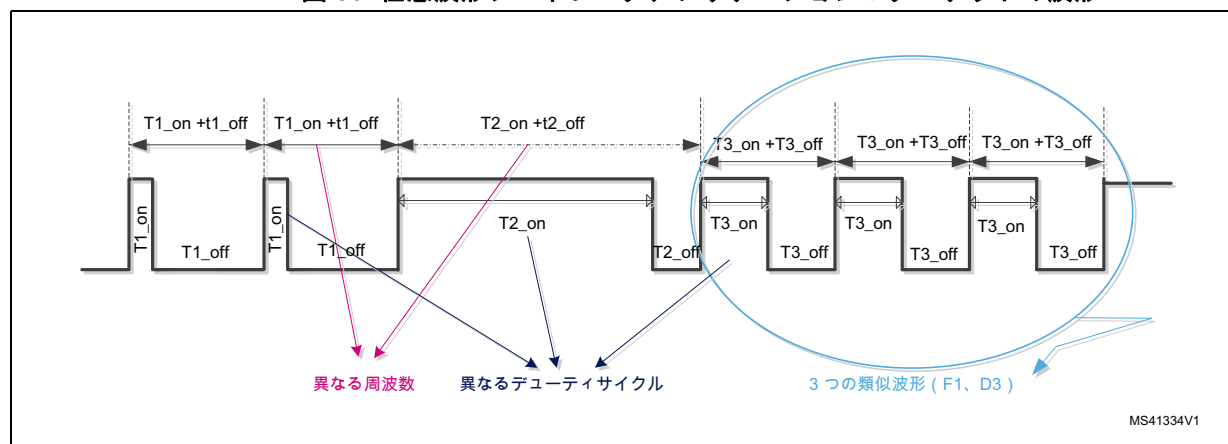 T1_on +t1_off
T1_on +t1_off
T2_on +t2_off
T3_on +T3_off
T3_on +T3_off
T3_on +T3_off
T1_on
T1_off
T1_on
T1_off
T2_on
T2_off
T3_on
T3_off
T3_on
T3_off
T3_on
T3_off
異なる周波数
異なるデューティサイクル
3 つの類似波形 ( F1、D3 )
MS41334V1